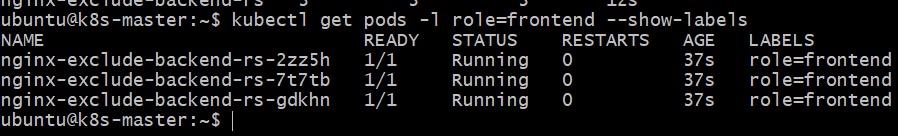 ubuntu@k8s-master:~$ kubectl get pods -l role=frontend --show-labels
NAME READY STATUS RESTARTS AGE LABELS
nginx-exclude-backend-rs-2zz5h 1/1 Running 0 37s role=frontend
nginx-exclude-backend-rs-7t7tb 1/1 Running 0 37s role=frontend
nginx-exclude-backend-rs-gdkhn 1/1 Running 0 37s role=frontend
ubuntu@k8s-master:~$